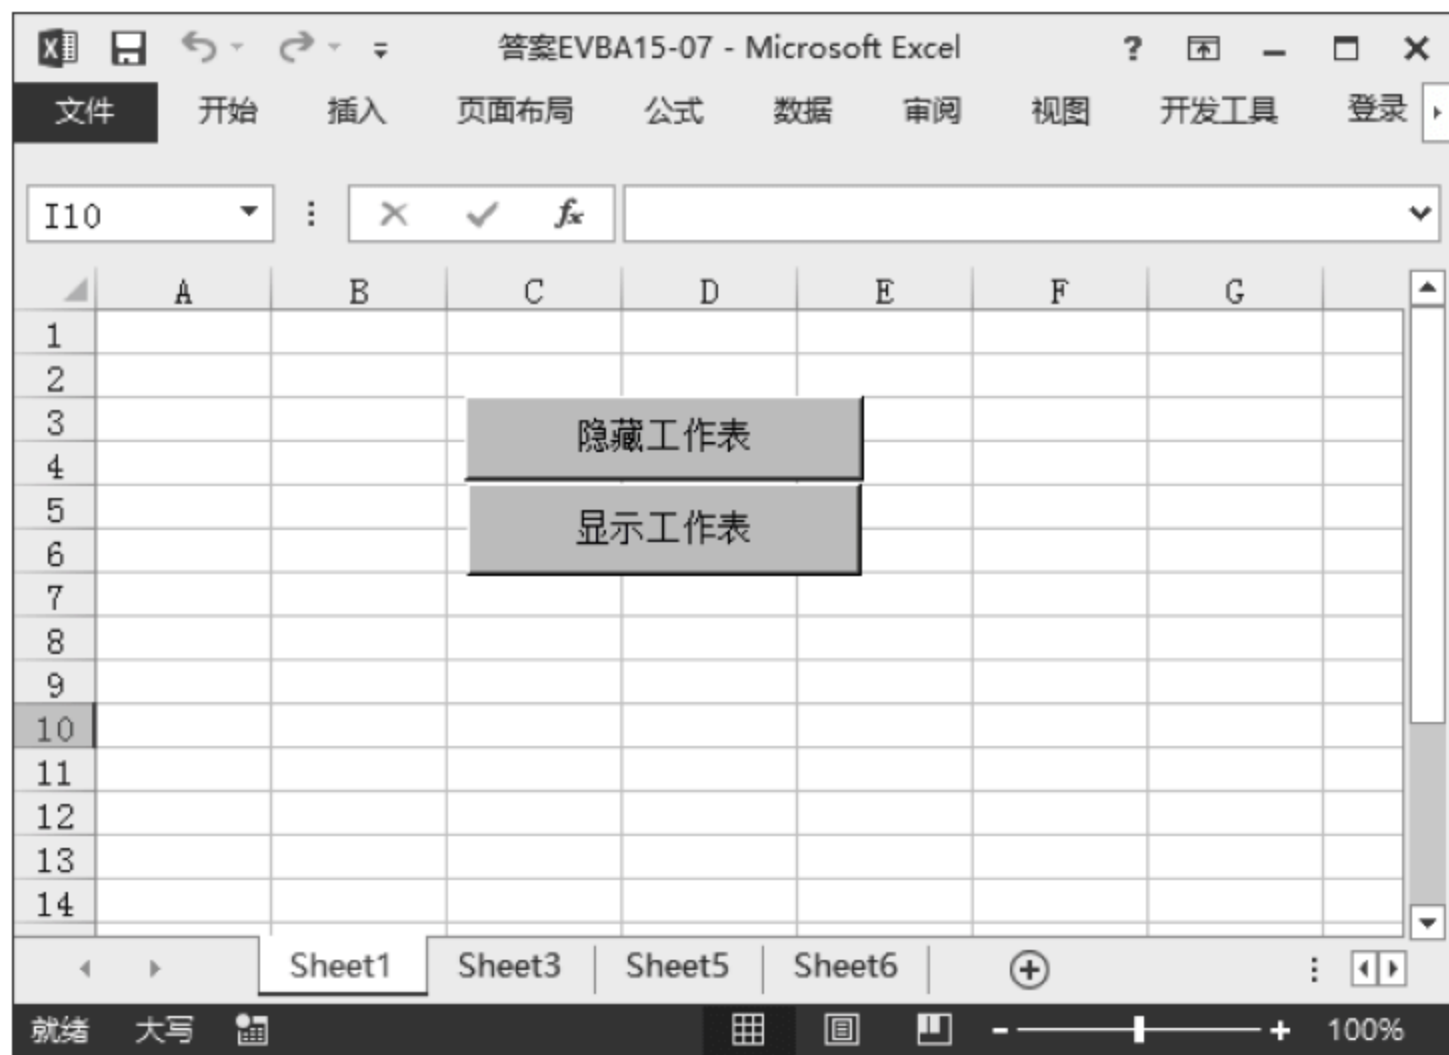 答案EVBA15-07 - Microsoft Excel ?
文件 开始 插入 页面布局 公式 数据 审阅 视图 开发工具 登录
I10 fx
A B C D E F G
1
2
3
隐藏工作表
4
5
显示工作表
6
7
8
9
10
11
12
13
14
Sheet1 Sheet3 Sheet5 Sheet6
就绪 大写 100%